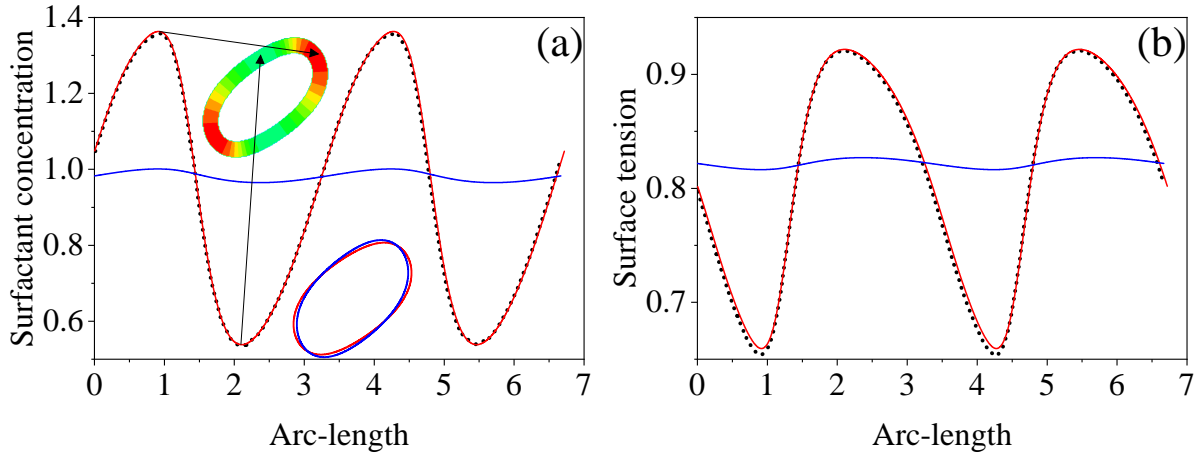 (a)
Surfactant concentration
1.4
1.2
1.0
0.8
0.6
0 1 2 3 4 5 6 7
Arc-length
(b)
Surface tension
0.9
0.8
0.7
0 1 2 3 4 5 6 7
Arc-length